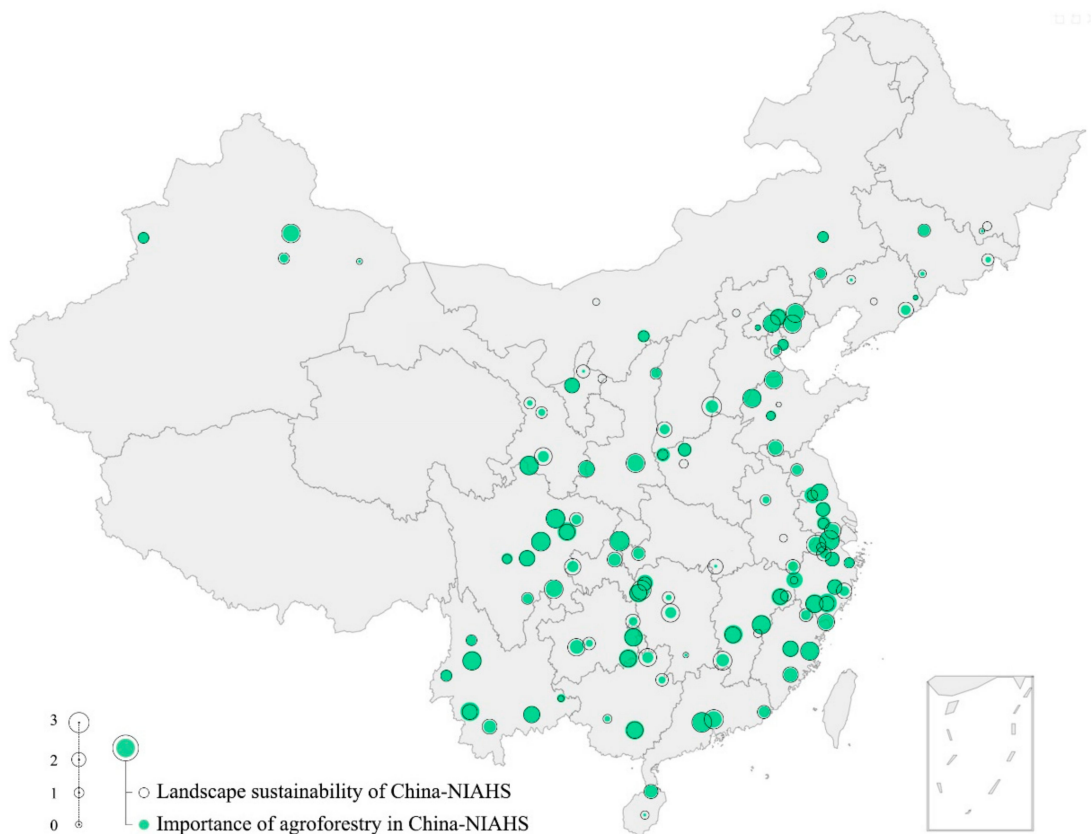 3
2
1
0
Landscape sustainability of China-NIAHS
Importance of agroforestry in China-NIAHS